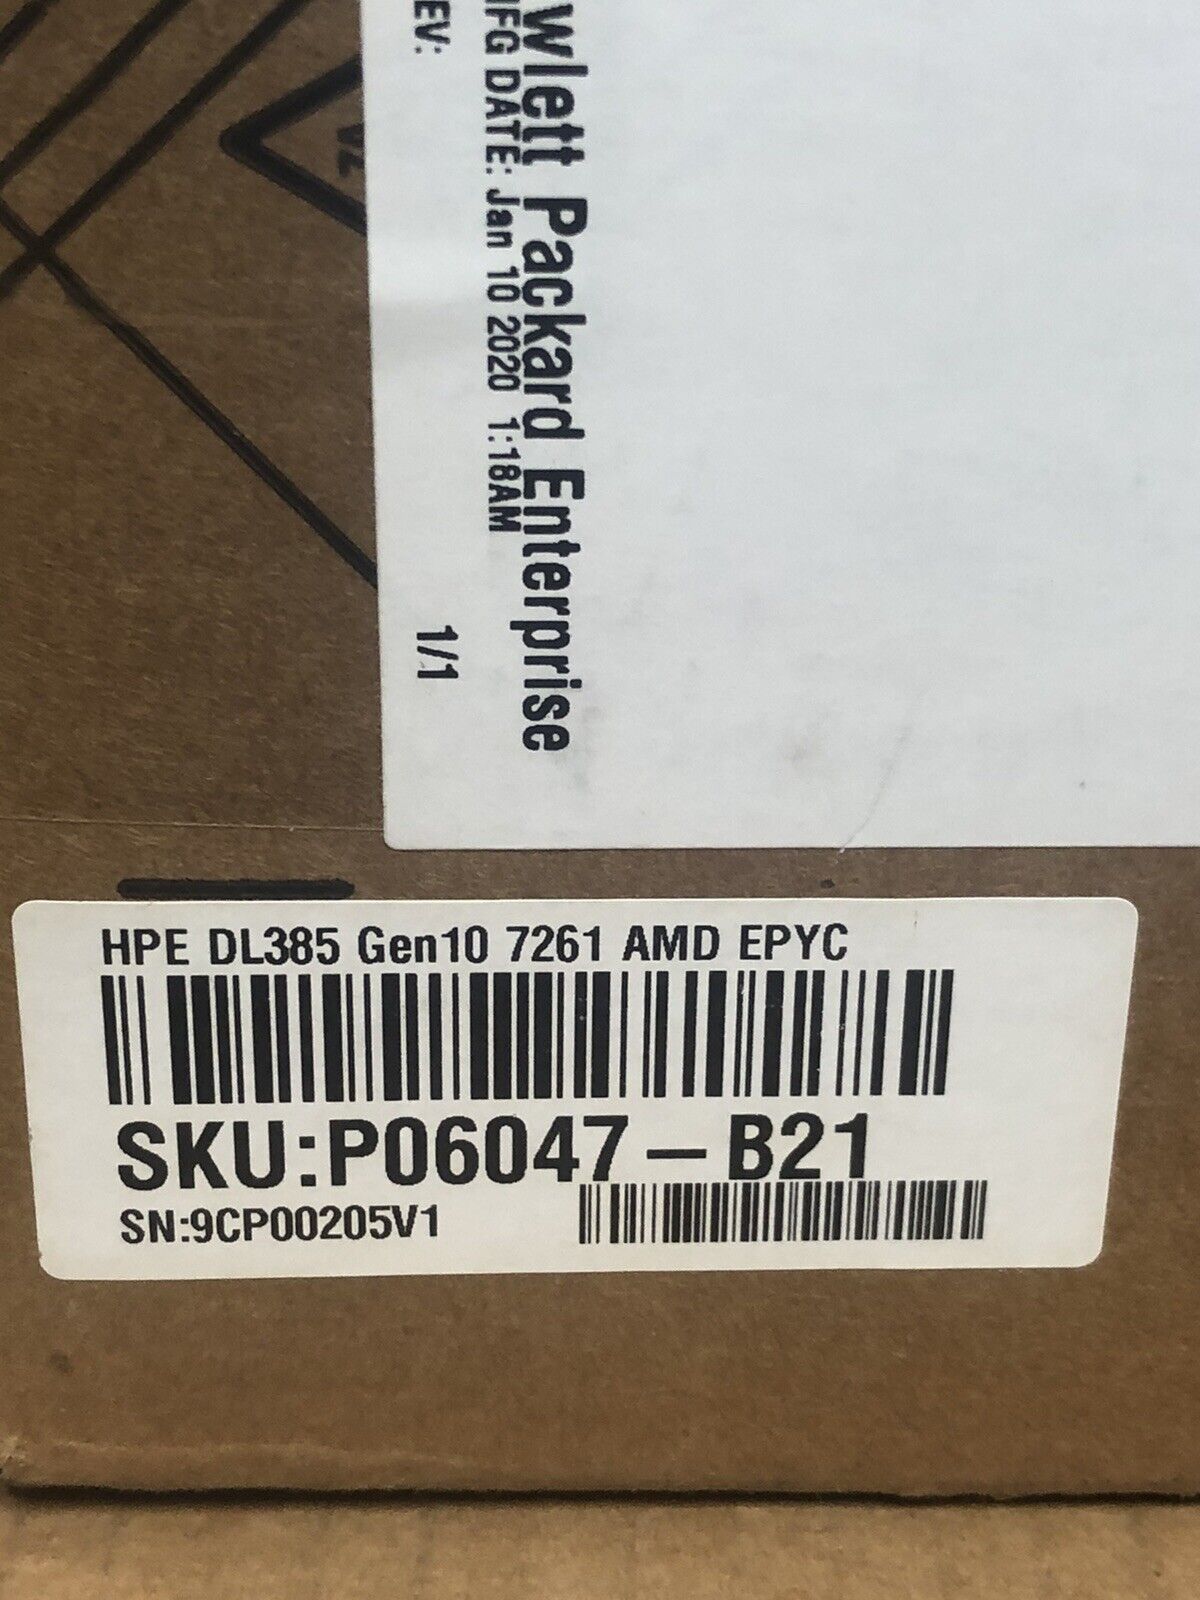 wlett Packard Enterprise
FG DATE: Jan 10 2020 1:18AM
EV:
1/1
HPE DL385 Gen10 7261 AMD EPYC
SKU:P06047-B21
SN:9CP00205V1